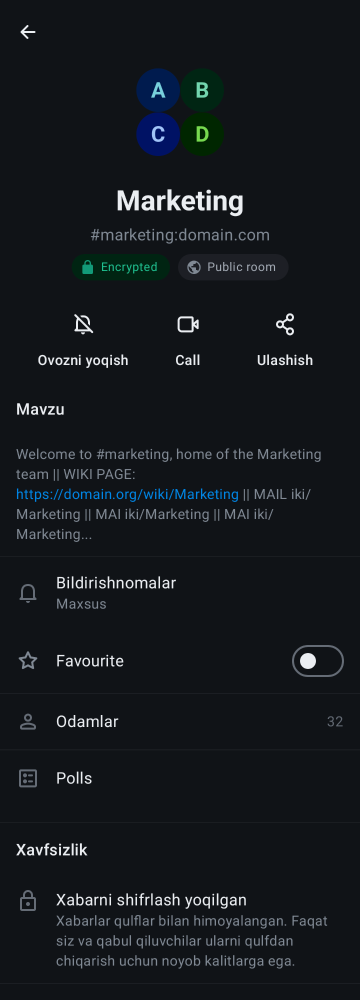 A
B
C
D
Marketing
#marketing:domain.com
Encrypted
Public room
Ovozni yoqish
Call
Ulashish
Mavzu
Welcome to #marketing, home of the Marketing
team || WIKI PAGE:
https://domain.org/wiki/Marketing || MAIL iki/
Marketing || MAI iki/Marketing || MAI iki/
Marketing...
Bildirishnomalar
Maxsus
Favourite
Odamlar
32
Polls
Xavfsizlik
Xabarni shifrlash yoqilgan
Xabarlar qulflar bilan himoyalangan. Faqat
siz va qabul qiluvchilar ularni qulfdan
chiqarish uchun noyob kalitlarga ega.